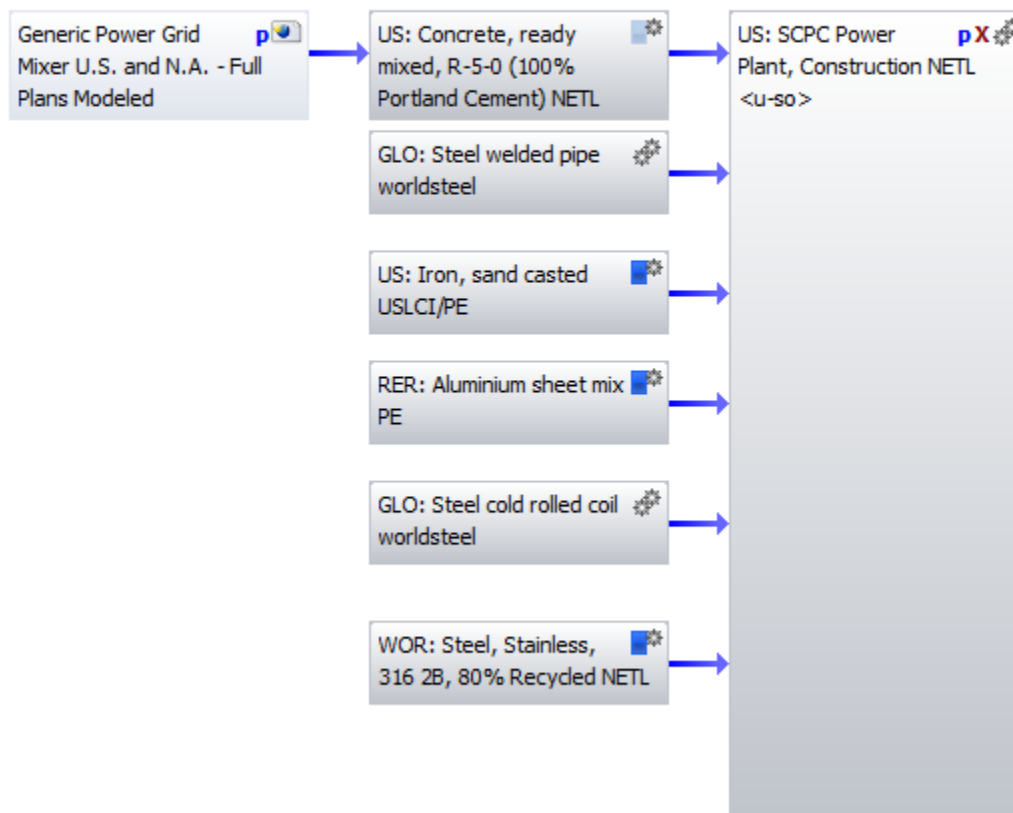 Generic Power Grid p
Mixer U.S. and N.A. - Full
Plans Modeled
US: Concrete, ready
mixed, R-5-0 (100%
Portland Cement) NETL
US: SCPC Power p X
Plant, Construction NETL
<u-so>
GLO: Steel welded pipe
worldsteel
US: Iron, sand casted
USLCI/PE
RER: Aluminium sheet mix
PE
GLO: Steel cold rolled coil
worldsteel
WOR: Steel, Stainless,
316 2B, 80% Recycled NETL